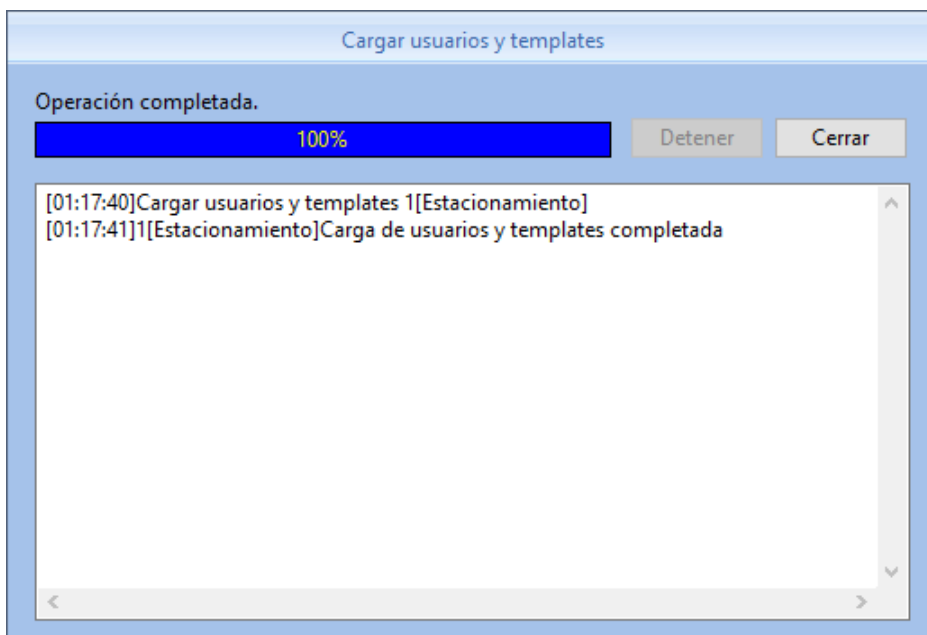 Cargar usuarios y templates
Operación completada.
100%
Detener
Cerrar
[01:17:40]Cargar usuarios y templates 1[Estacionamiento]
[01:17:41]1[Estacionamiento]Carga de usuarios y templates completada